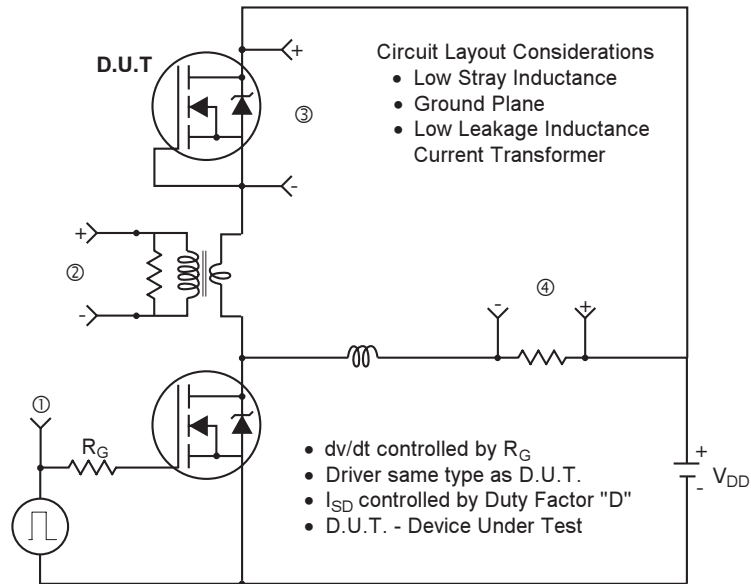 D.U.T
+
③
-
Circuit Layout Considerations
• Low Stray Inductance
• Ground Plane
• Low Leakage Inductance
Current Transformer
+
②
-
-
④
+
①
R_G
• dv/dt controlled by R_G
• Driver same type as D.U.T.
• I_SD controlled by Duty Factor "D"
• D.U.T. - Device Under Test
+
V_DD
-